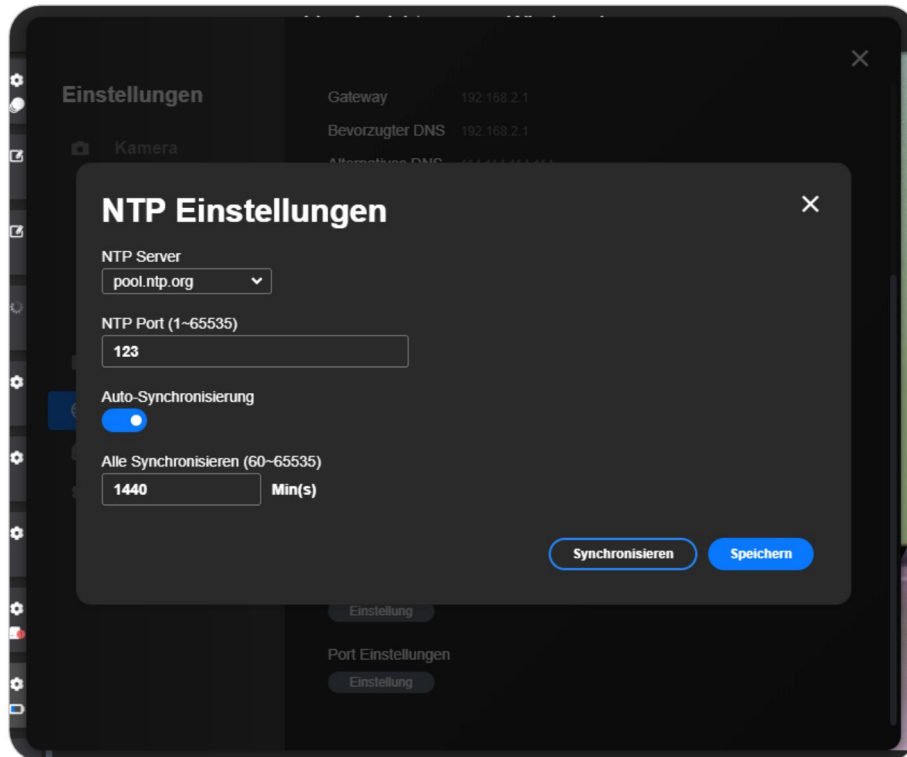 Einstellungen
Kamera
Gateway 192.168.2.1
Bevorzugter DNS 192.168.2.1
NTP Einstellungen
NTP Server
pool.ntp.org
NTP Port (1~65535)
123
Auto-Synchronisierung
Alle Synchronisieren (60~65535)
1440 Min(s)
Synchronisieren
Speichern
Einstellung
Port Einstellungen
Einstellung